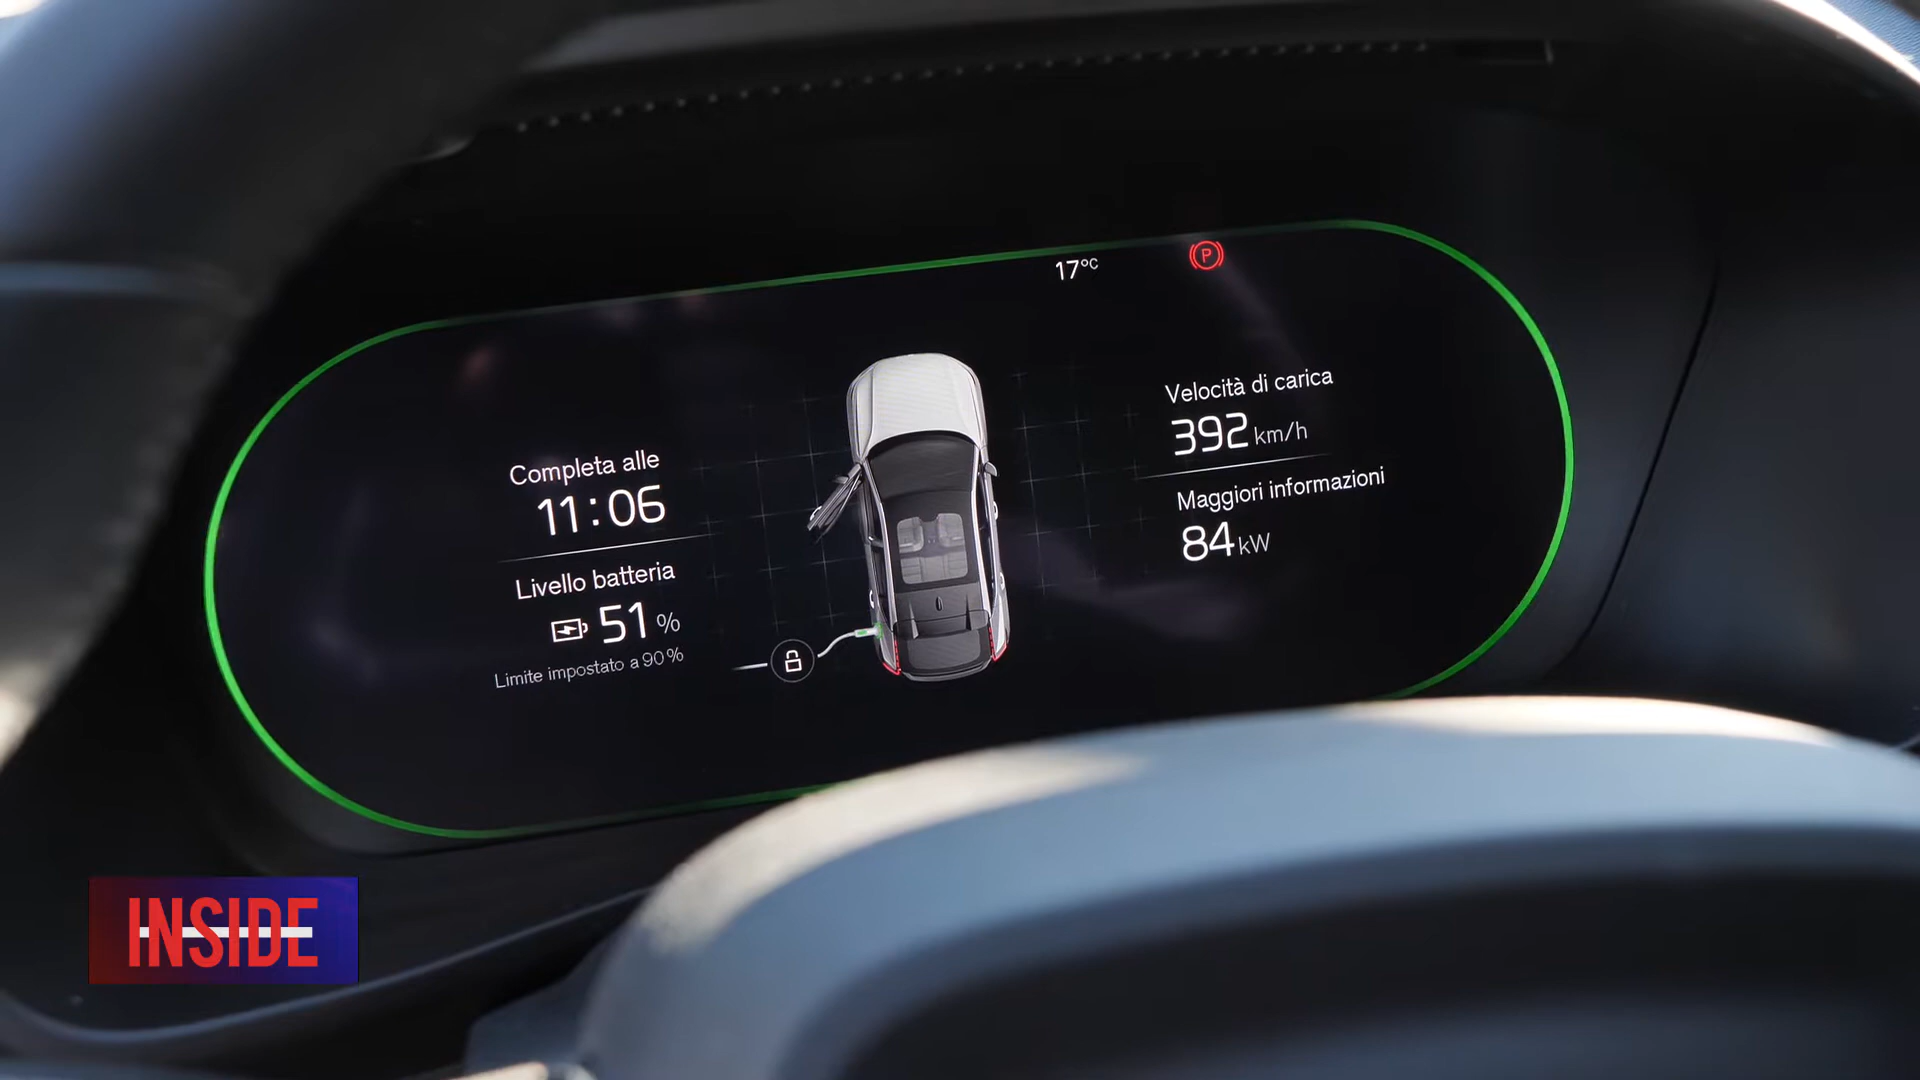 17°C
P
Completa alle
11:06
Livello batteria
51 %
Limite impostato a 90%
Velocità di carica
392 km/h
Maggiori informazioni
84 kW
INSIDE